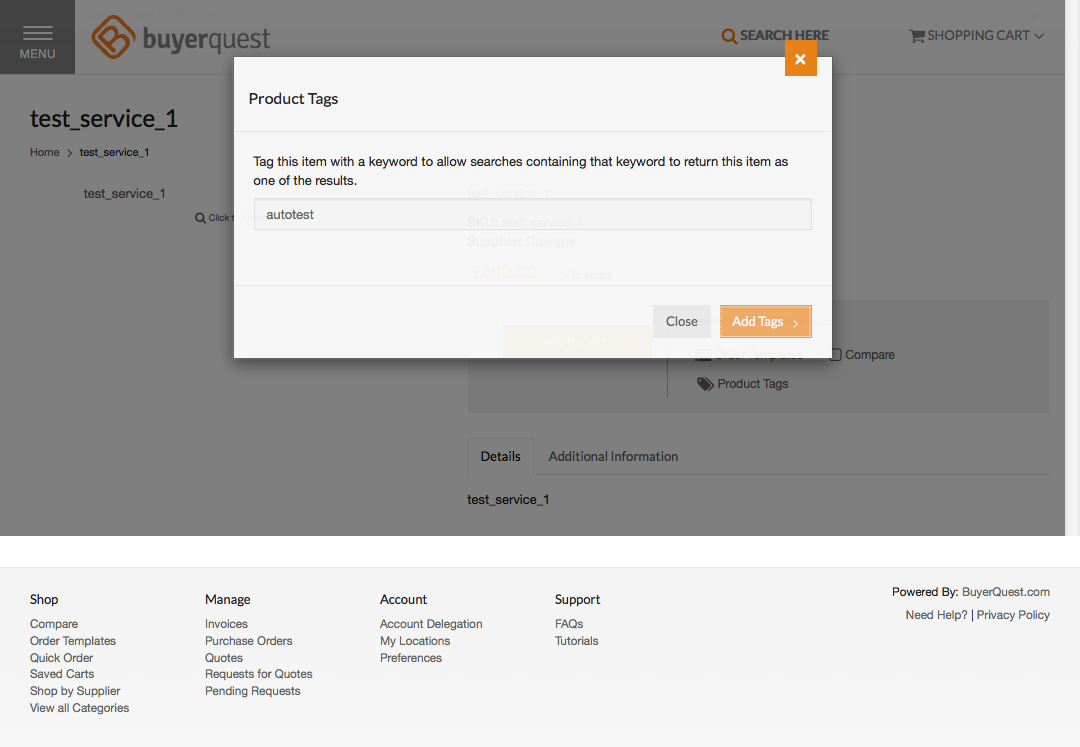 MENU
buyerquest
SEARCH HERE
SHOPPING CART
×
Product Tags
test_service_1
Home > test_service_1
Tag this item with a keyword to allow searches containing that keyword to return this item as
one of the results.
test_service_1
test_service_1
Click
autotest
SKU: test_service_1
Supplier: Grainger
£430.00
In stock
Close
Add Tags >
Order Templates
Compare
Product Tags
Details
Additional Information
test_service_1
Shop
Compare
Order Templates
Quick Order
Saved Carts
Shop by Supplier
View all Categories
Manage
Invoices
Purchase Orders
Quotes
Requests for Quotes
Pending Requests
Account
Account Delegation
My Locations
Preferences
Support
FAQs
Tutorials
Powered By: BuyerQuest.com
Need Help? | Privacy Policy